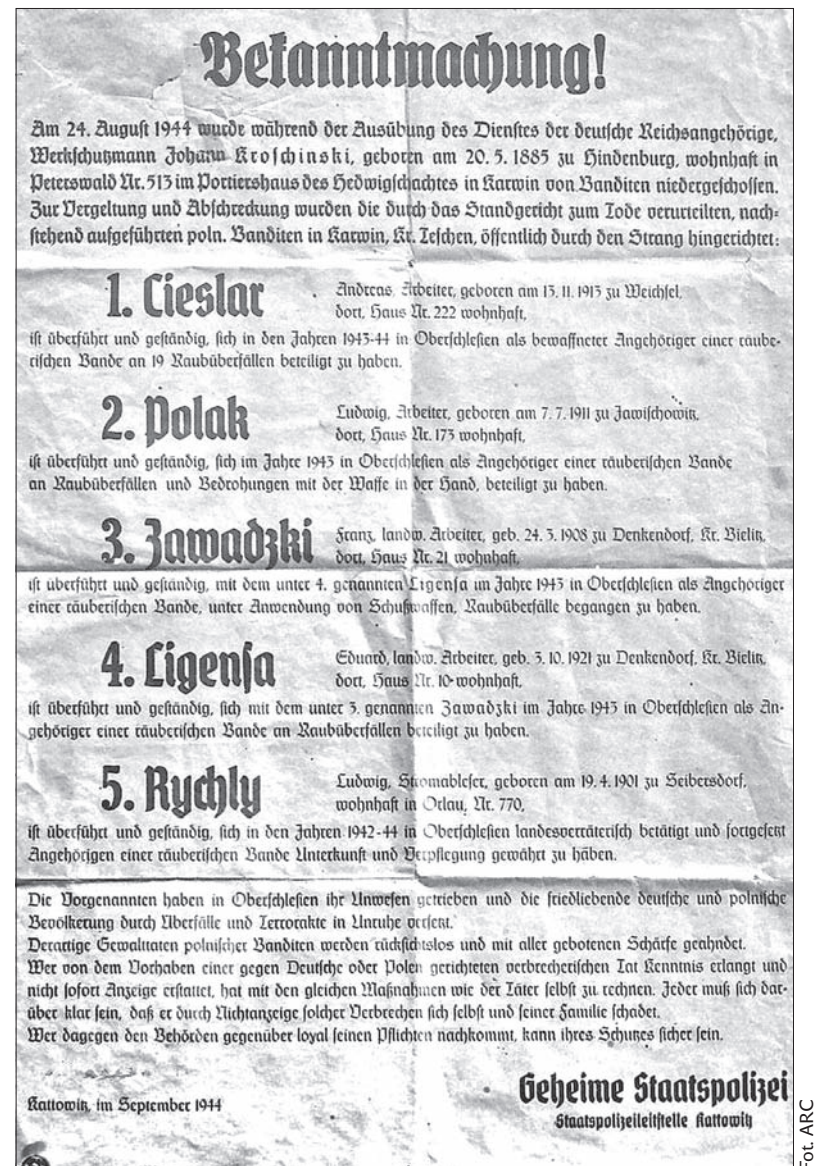 Bekanntmachung!
Am 24. August 1944 wurde während der Ausübung des Dienstes der deutsche Reichsangehörige,
Werkschutzmann Johann Kroschinski, geboren am 20. 5. 1885 zu Hindenburg, wohnhaft in
Peterswald Nr. 513 im Portiershaus des Hedwigschachtes in Karwin von Banditen niedergeschossen.
Zur Vergeltung und Abschreckung wurden die durch das Standgericht zum Tode verurteilten, nach-
stehend aufgeführten poln. Banditen in Karwin, Kr. Teschen, öffentlich durch den Strang hingerichtet:
1. Cieslar
Andreas, Arbeiter, geboren am 13. 11. 1913 zu Weichsel,
dort, Haus Nr. 222 wohnhaft,
ist überführt und geständig, sich in den Jahren 1943-44 in Oberschlesien als bewaffneter Angehöriger einer räube-
rischen Bande an 19 Raubüberfällen beteiligt zu haben.
2. Polak
Ludwig, Arbeiter, geboren am 7. 7. 1911 zu Jawischowitz,
dort, Haus Nr. 173 wohnhaft,
ist überführt und geständig, sich im Jahre 1943 in Oberschlesien als Angehöriger einer räuberischen Bande
an Raubüberfällen und Bedrohungen mit der Waffe in der Hand, beteiligt zu haben.
3. Zawadzki
Franz, landw. Arbeiter, geb. 24. 3. 1908 zu Denkendorf, Kr. Bielitz,
dort, Haus Nr. 21 wohnhaft,
ist überführt und geständig, mit dem unter 4. genannten Ligensa im Jahre 1943 in Oberschlesien als Angehöriger
einer räuberischen Bande, unter Anwendung von Schußwaffen, Raubüberfälle begangen zu haben.
4. Ligensa
Eduard, landw. Arbeiter, geb. 3. 10. 1921 zu Denkendorf, Kr. Bielitz,
dort, Haus Nr. 10 wohnhaft,
ist überführt und geständig, sich mit dem unter 3. genannten Zawadzki im Jahre 1943 in Oberschlesien als An-
gehöriger einer räuberischen Bande an Raubüberfällen beteiligt zu haben.
5. Rychly
Ludwig, Stromableser, geboren am 19. 4. 1901 zu Seibersdorf,
wohnhaft in Orlau, Nr. 770,
ist überführt und geständig, sich in den Jahren 1942-44 in Oberschlesien landesverräterisch betätigt und fortgesetzt
Angehörigen einer räuberischen Bande Unterkunft und Verpflegung gewährt zu haben.
Die Vorgenannten haben in Oberschlesien ihr Unwesen getrieben und die friedliebende deutsche und polnische
Bevölkerung durch Überfälle und Terrorakte in Unruhe versetzt.
Derartige Gewalttaten polnischer Banditen werden rücksichtslos und mit aller gebotenen Schärfe geahndet.
Wer von dem Vorhaben einer gegen Deutsche oder Polen gerichteten verbrecherischen Tat Kenntnis erlangt und
nicht sofort Anzeige erstattet, hat mit den gleichen Maßnahmen wie der Täter selbst zu rechnen. Jeder muß sich dar-
über klar sein, daß er durch Nichtanzeige solcher Verbrechen sich selbst und seiner Familie schadet.
Wer dagegen den Behörden gegenüber loyal seinen Pflichten nachkommt, kann ihres Schutzes sicher sein.
Kattowitz, im September 1944
Geheime Staatspolizei
Staatspolizeileitstelle Kattowitz
Fot. ARC